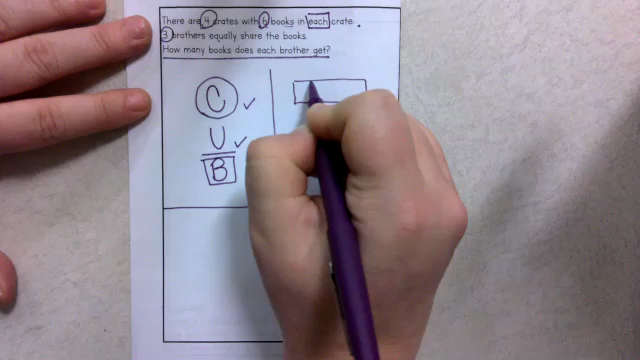 There are 4 crates with 6 books in each crate.
3 brothers equally share the books.
How many books does each brother get?
C
U
B